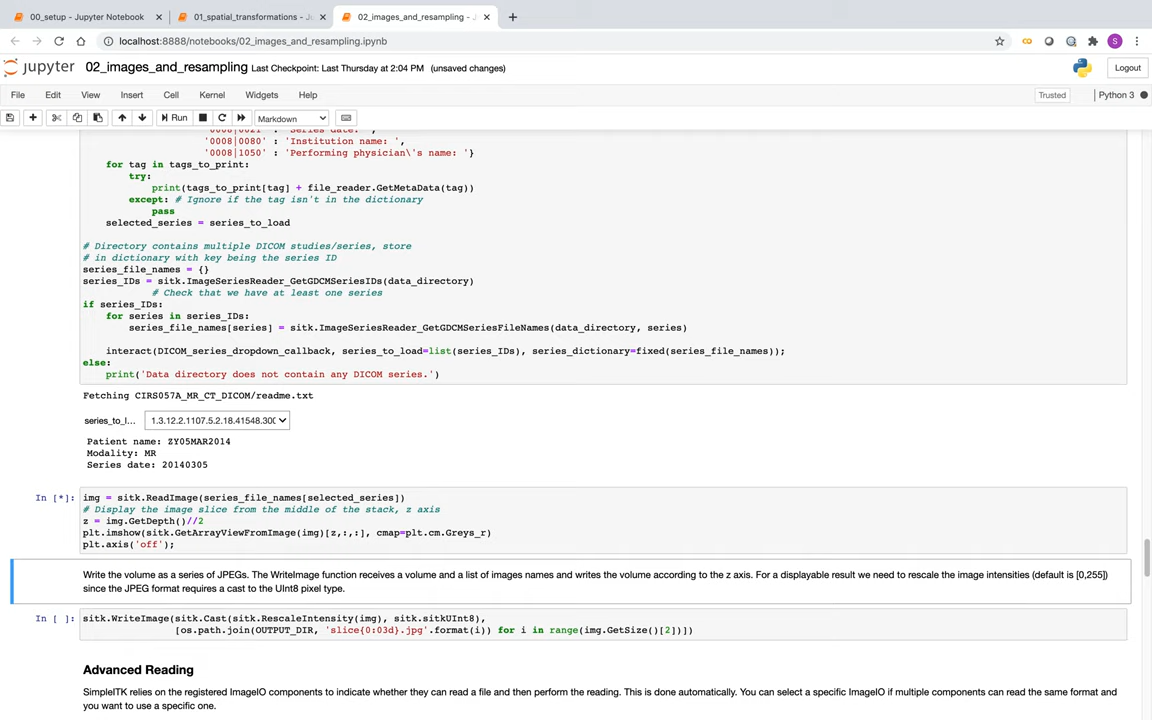 00_setup - Jupyter Notebook
01_spatial_transformations - Ju
02_images_and_resampling - J
localhost:8888/notebooks/02_images_and_resampling.ipynb
S
jupyter 02_images_and_resampling Last Checkpoint: Last Thursday at 2:04 PM (unsaved changes)
Logout
File Edit View Insert Cell Kernel Widgets Help
Trusted
Python 3
Run
Markdown
'0008|0021' : 'Series date: ',
'0008|0080' : 'Institution name: ',
'0008|1050' : 'Performing physician\'s name: '}
for tag in tags_to_print:
try:
print(tags_to_print[tag] + file_reader.GetMetaData(tag))
except: # Ignore if the tag isn't in the dictionary
pass
selected_series = series_to_load
# Directory contains multiple DICOM studies/series, store
# in dictionary with key being the series ID
series_file_names = {}
series_IDs = sitk.ImageSeriesReader_GetGDCMSeriesIDs(data_directory)
# Check that we have at least one series
if series_IDs:
for series in series_IDs:
series_file_names[series] = sitk.ImageSeriesReader_GetGDCMSeriesFileNames(data_directory, series)
interact(DICOM_series_dropdown_callback, series_to_load=list(series_IDs), series_dictionary=fixed(series_file_names));
else:
print('Data directory does not contain any DICOM series.')
Fetching CIRS057A_MR_CT_DICOM/readme.txt
series_to_l... 1.3.12.2.1107.5.2.18.41548.300
Patient name: ZY05MAR2014
Modality: MR
Series date: 20140305
In [*]: img = sitk.ReadImage(series_file_names[selected_series])
# Display the image slice from the middle of the stack, z axis
z = img.GetDepth()//2
plt.imshow(sitk.GetArrayViewFromImage(img)[z,:,:], cmap=plt.cm.Greys_r)
plt.axis('off');
Write the volume as a series of JPEGs. The WriteImage function receives a volume and a list of images names and writes the volume according to the z axis. For a displayable result we need to rescale the image intensities (default is [0,255])
since the JPEG format requires a cast to the UInt8 pixel type.
In [ ]: sitk.WriteImage(sitk.Cast(sitk.RescaleIntensity(img), sitk.sitkUInt8),
[os.path.join(OUTPUT_DIR, 'slice{0:03d}.jpg'.format(i)) for i in range(img.GetSize()[2])])
Advanced Reading
SimpleITK relies on the registered ImageIO components to indicate whether they can read a file and then perform the reading. This is done automatically. You can select a specific ImageIO if multiple components can read the same format and
you want to use a specific one.